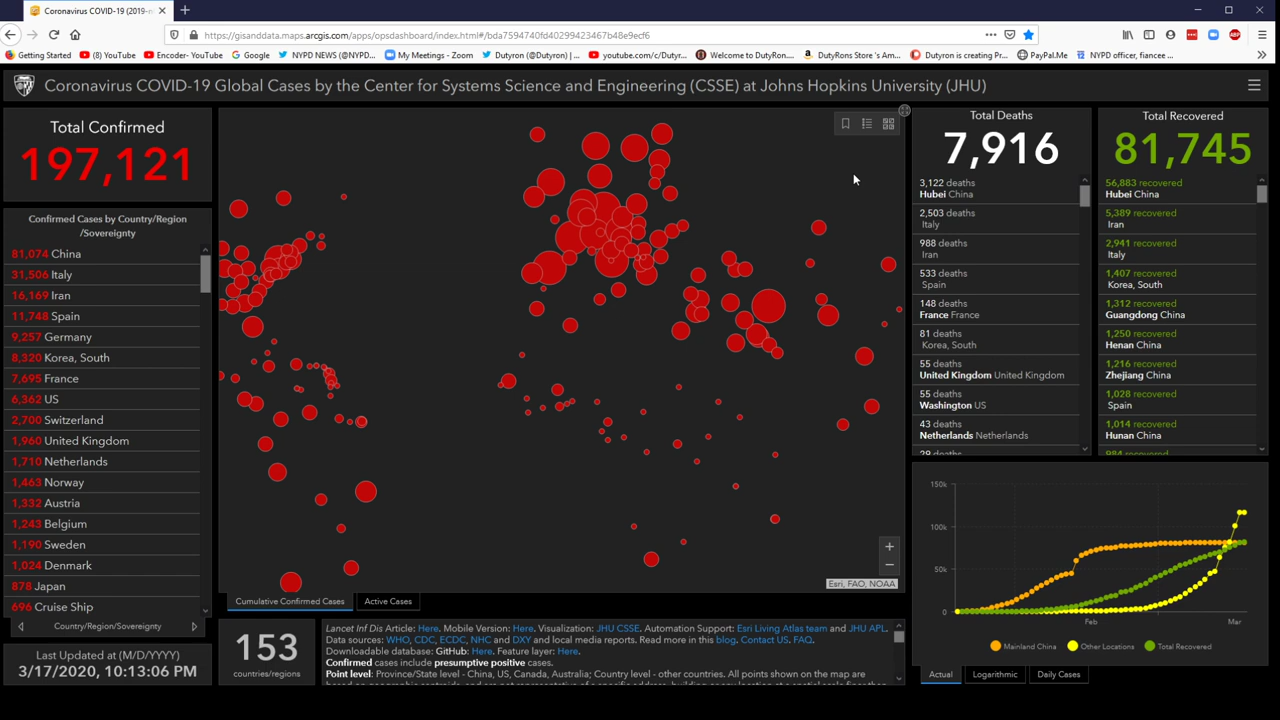 Coronavirus COVID-19 (2019-n
https://gisanddata.maps.arcgis.com/apps/opsdashboard/index.html#/bda7594740fd40299423467b48e9ecf6
Getting Started (8) YouTube Encoder- YouTube Google NYPD NEWS (@NYPD... My Meetings - Zoom Dutyron (@Dutyron) |... youtube.com/c/Dutyr... Welcome to DutyRon.... DutyRons Store 's Am... Dutyron is creating Pr... PayPal.Me NYPD officer, fiancee ...
Coronavirus COVID-19 Global Cases by the Center for Systems Science and Engineering (CSSE) at Johns Hopkins University (JHU)
Total Confirmed
197,121
Confirmed Cases by Country/Region
/Sovereignty
81,074 China
31,506 Italy
16,169 Iran
11,748 Spain
9,257 Germany
8,320 Korea, South
7,695 France
6,362 US
2,700 Switzerland
1,960 United Kingdom
1,710 Netherlands
1,463 Norway
1,332 Austria
1,243 Belgium
1,190 Sweden
1,024 Denmark
878 Japan
696 Cruise Ship
Country/Region/Sovereignty
Last Updated at (M/D/YYYY)
3/17/2020, 10:13:06 PM
Esri, FAO, NOAA
Cumulative Confirmed Cases Active Cases
153
countries/regions
Lancet Inf Dis Article: Here. Mobile Version: Here. Visualization: JHU CSSE. Automation Support: Esri Living Atlas team and JHU APL.
Data sources: WHO, CDC, ECDC, NHC and DXY and local media reports. Read more in this blog. Contact US. FAQ.
Downloadable database: GitHub: Here. Feature layer: Here.
Confirmed cases include presumptive positive cases.
Point level: Province/State level - China, US, Canada, Australia; Country level - other countries. All points shown on the map are
Total Deaths
7,916
3,122 deaths
Hubei China
2,503 deaths
Italy
988 deaths
Iran
533 deaths
Spain
148 deaths
France France
81 deaths
Korea, South
55 deaths
United Kingdom United Kingdom
55 deaths
Washington US
43 deaths
Netherlands Netherlands
29 deaths
Total Recovered
81,745
56,883 recovered
Hubei China
5,389 recovered
Iran
2,941 recovered
Italy
1,407 recovered
Korea, South
1,312 recovered
Guangdong China
1,250 recovered
Henan China
1,216 recovered
Zhejiang China
1,028 recovered
Spain
1,014 recovered
Hunan China
984 recovered
150k
100k
50k
0
Feb Mar
Mainland China Other Locations Total Recovered
Actual Logarithmic Daily Cases